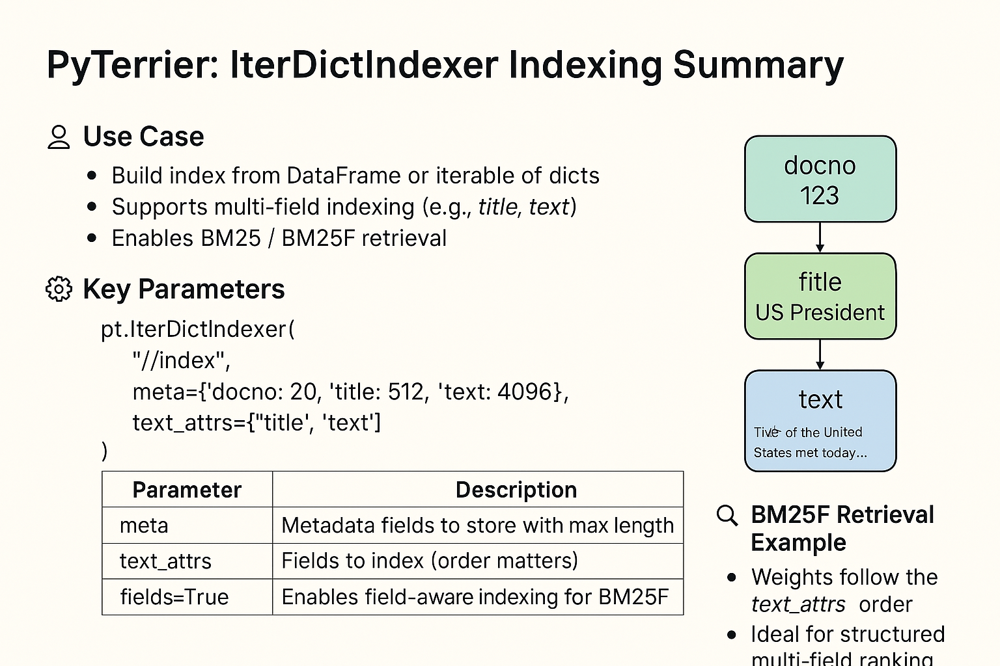 PyTerrier: IterDictIndexer Indexing Summary
Use Case
• Build index from DataFrame or iterable of dicts
• Supports multi-field indexing (e.g., title, text)
• Enables BM25 / BM25F retrieval
Key Parameters
pt.IterDictIndexer(
"//index",
meta={'docno: 20, 'title: 512, 'text: 4096},
text_attrs={"title', 'text']
)
Parameter Description
meta Metadata fields to store with max length
text_attrs Fields to index (order matters)
fields=True Enables field-aware indexing for BM25F
docno
123
fitle
US President
text
of the United
States met today...
BM25F Retrieval
Example
• Weights follow the
text_attrs order
• Ideal for structured
multi-field ranking